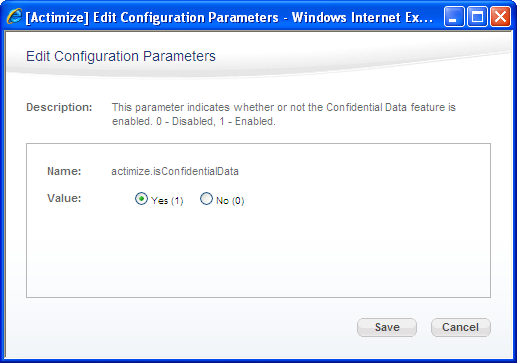 [Actimize] Edit Configuration Parameters - Windows Internet Ex...
Edit Configuration Parameters
Description: This parameter indicates whether or not the Confidential Data feature is
enabled. 0 - Disabled, 1 - Enabled.
Name: actimize.isConfidentialData
Value: Yes (1) No (0)
Save Cancel